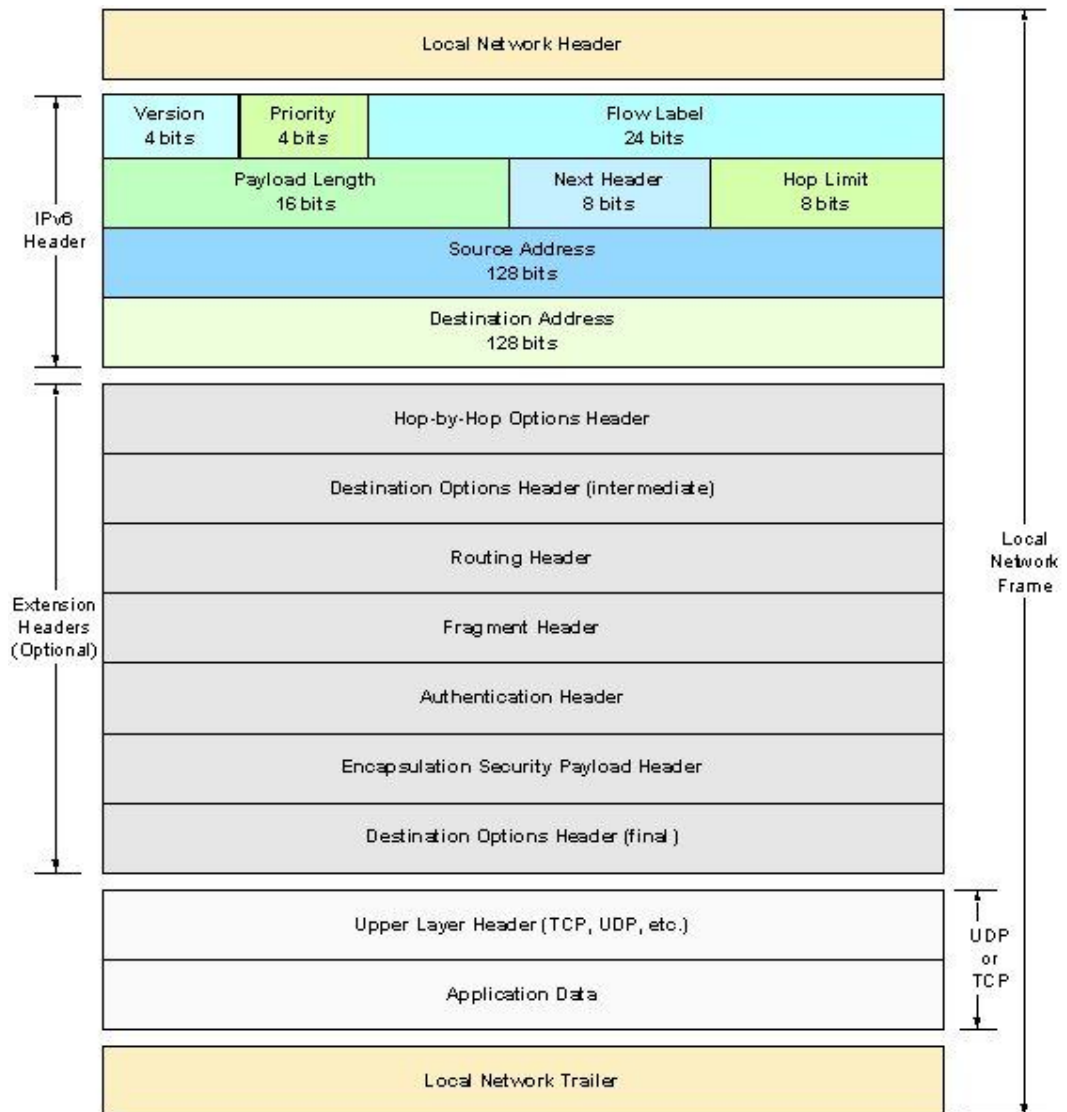 Local Network Header
Version
4 bits
Priority
4 bits
Flow Label
24 bits
Payload Length
16 bits
Next Header
8 bits
Hop Limit
8 bits
IPv6
Header
Source Address
128 bits
Destination Address
128 bits
Hop-by-Hop Options Header
Destination Options Header (intermediate)
Routing Header
Fragment Header
Authentication Header
Encapsulation Security Payload Header
Destination Options Header (final)
Extension
Headers
(Optional)
Local
Network
Frame
Upper Layer Header (TCP, UDP, etc.)
Application Data
UDP
or
TCP
Local Network Trailer